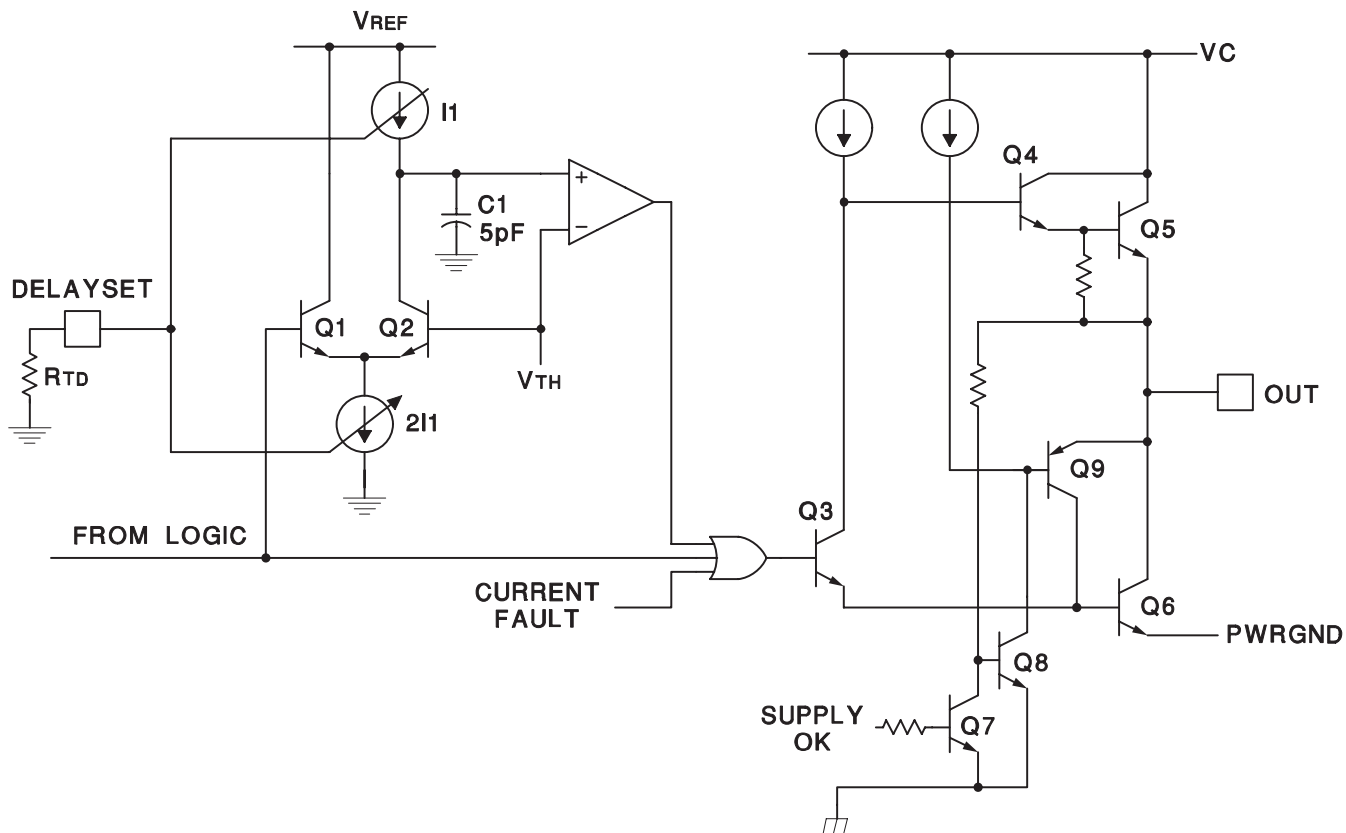 VREF
VC
I1
Q4
+
C1
5pF
−
Q5
DELAYSET
Q1
Q2
RTD
VTH
OUT
2I1
Q9
FROM LOGIC
Q3
CURRENT
FAULT
Q6
PWRGND
Q8
SUPPLY
OK
Q7